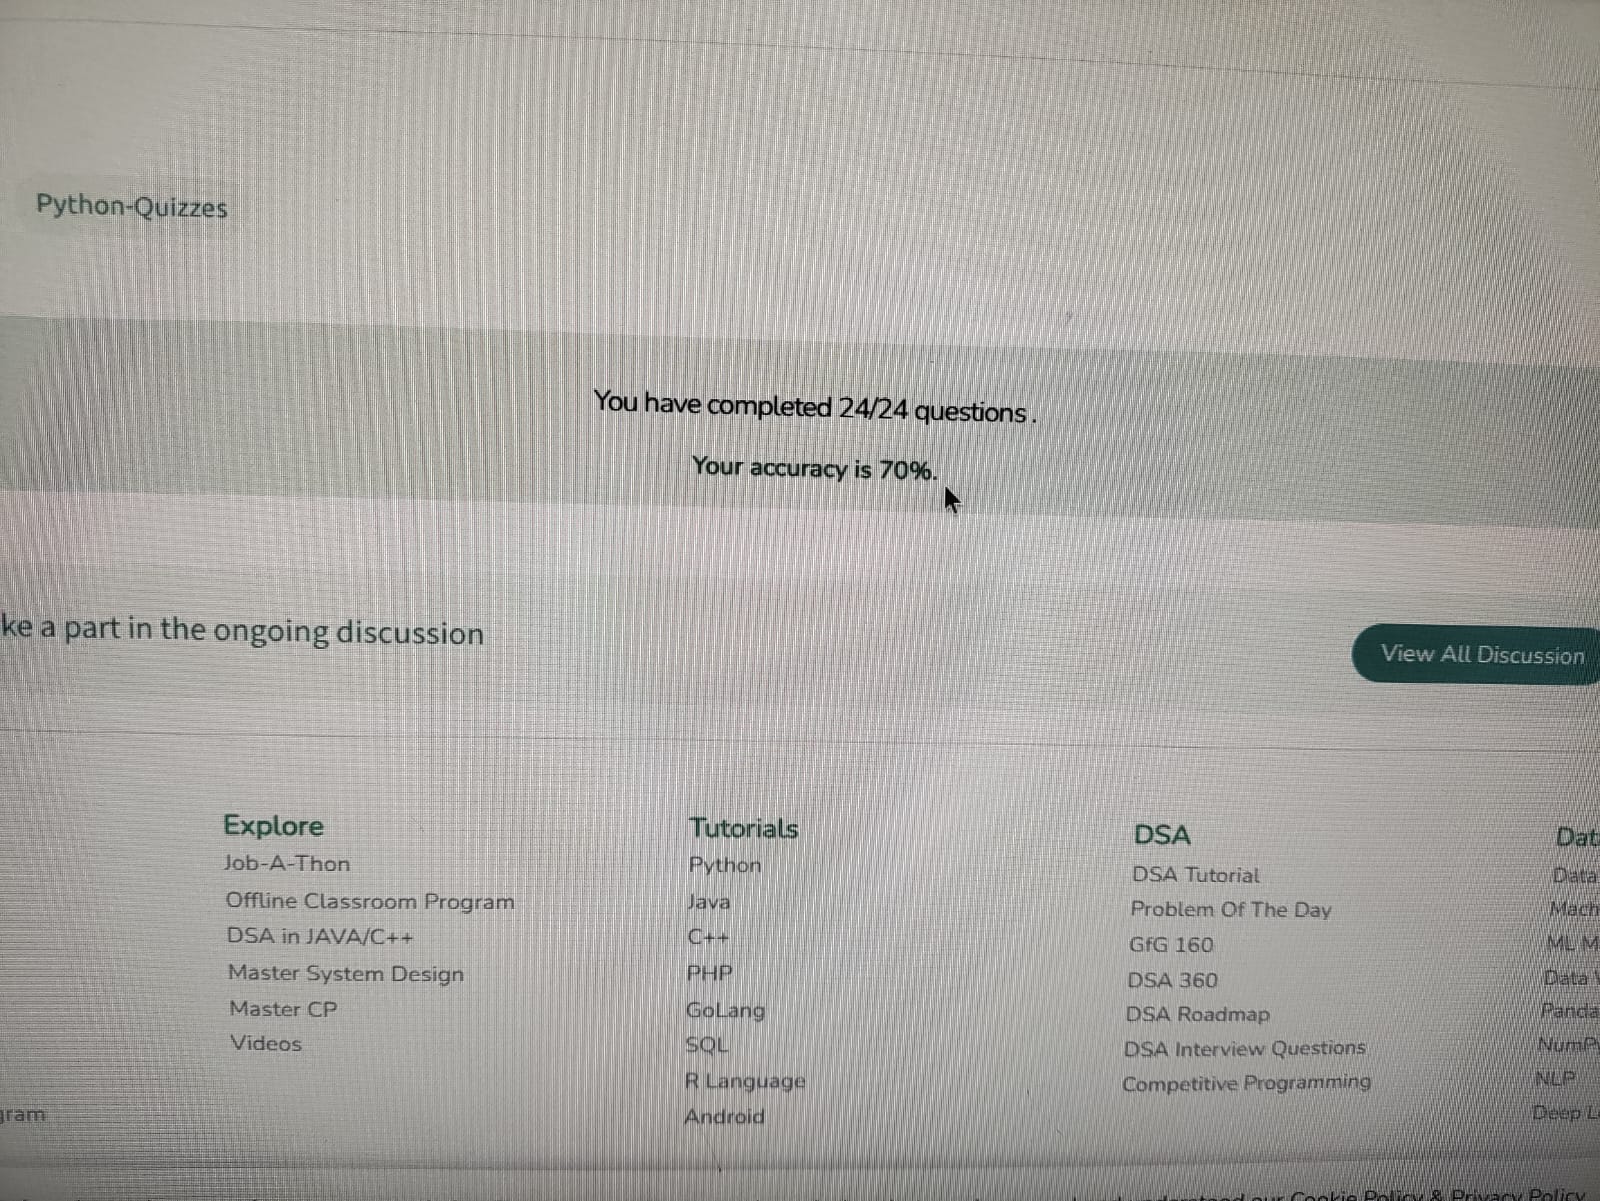 Python-Quizzes
You have completed 24/24 questions .
Your accuracy is 70%.
ke a part in the ongoing discussion
View All Discussion
Explore
Job-A-Thon
Offline Classroom Program
DSA in JAVA/C++
Master System Design
Master CP
Videos
gram
Tutorials
Python
Java
C++
PHP
GoLang
SQL
R Language
Android
DSA
DSA Tutorial
Problem Of The Day
GfG 160
DSA 360
DSA Roadmap
DSA Interview Questions
Competitive Programming
Dat
Data
Mach
ML M
Data
Panda
NumP
NLP
Deep L
our Cookie Policy & Privacy Policy